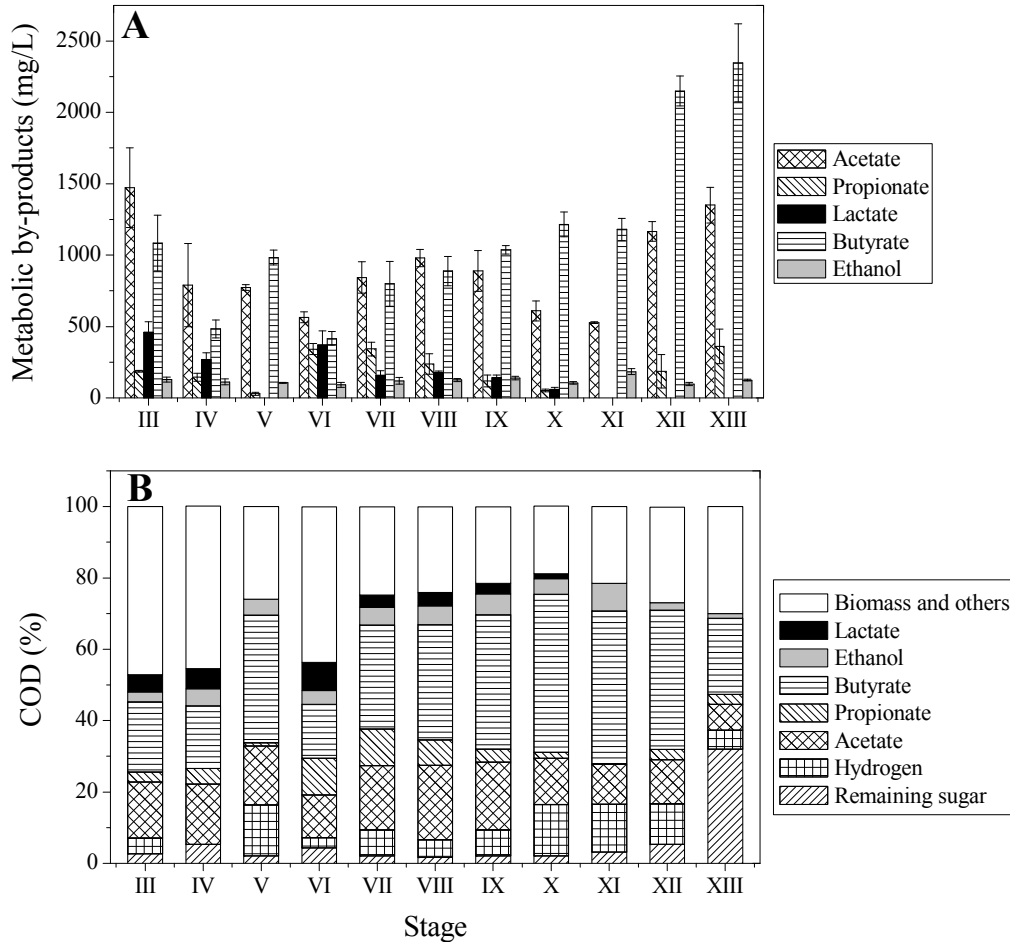 A
Metabolic by-products (mg/L)
2500
2000
1500
1000
500
0
III IV V VI VII VIII IX X XI XII XIII
Acetate
Propionate
Lactate
Butyrate
Ethanol
B
COD (%)
100
80
60
40
20
0
III IV V VI VII VIII IX X XI XII XIII
Stage
Biomass and others
Lactate
Ethanol
Butyrate
Propionate
Acetate
Hydrogen
Remaining sugar